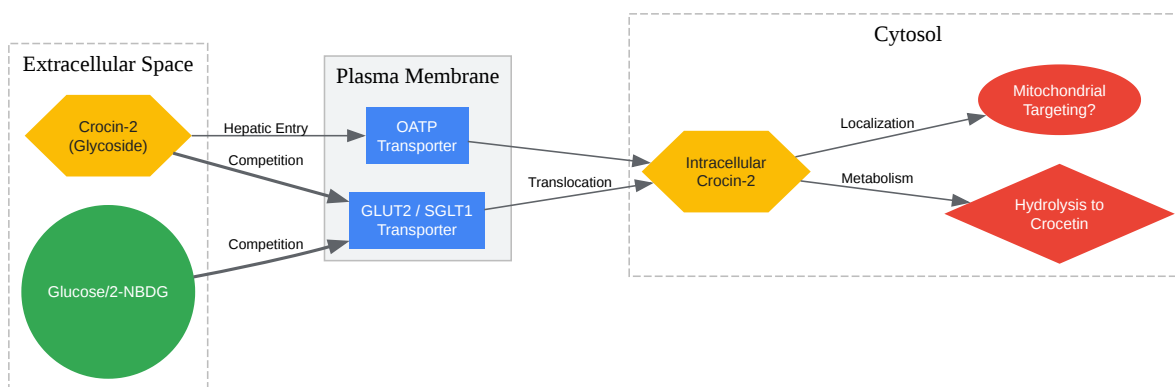 Extracellular Space
Crocin-2
(Glycoside)
Glucose/2-NBDG
Hepatic Entry
Competition
Competition
Plasma Membrane
OATP
Transporter
GLUT2 / SGLT1
Transporter
Translocation
Cytosol
Intracellular
Crocin-2
Localization
Metabolism
Mitochondrial
Targeting?
Hydrolysis to
Crocetin